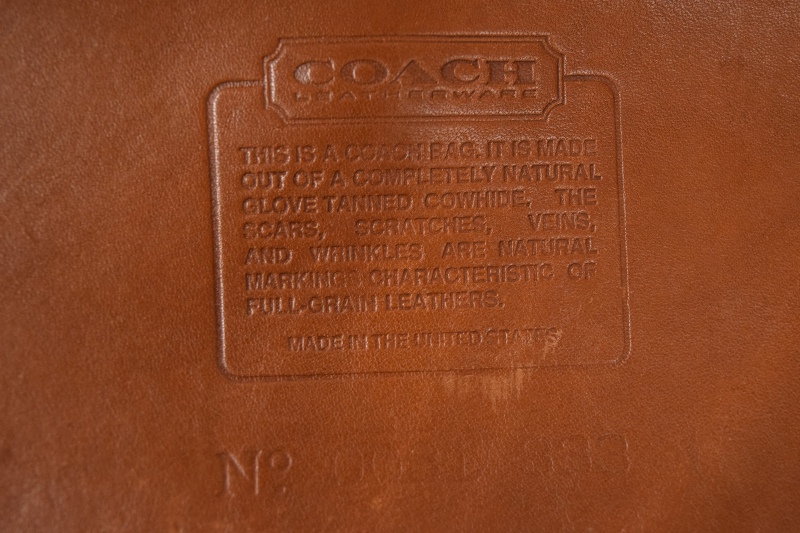 COACH
LEATHERWARE
THIS IS A COACH BAG. IT IS MADE
OUT OF A COMPLETELY NATURAL
GLOVE TANNED COWHIDE, THE
SCARS, SCRATCHES, VEINS,
AND WRINKLES ARE NATURAL
MARKINGS CHARACTERISTIC OF
FULL-GRAIN LEATHERS.
MADE IN THE UNITED STATES
No